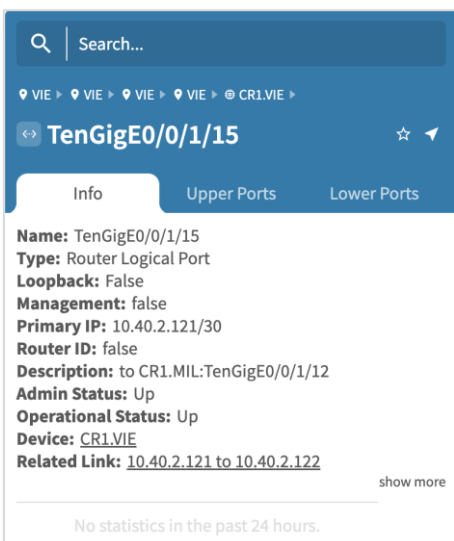 Search...
VIE ▸ VIE ▸ VIE ▸ VIE ▸ CR1.VIE ▸
TenGigE0/0/1/15
Info Upper Ports Lower Ports
Name: TenGigE0/0/1/15
Type: Router Logical Port
Loopback: False
Management: false
Primary IP: 10.40.2.121/30
Router ID: false
Description: to CR1.MIL:TenGigE0/0/1/12
Admin Status: Up
Operational Status: Up
Device: CR1.VIE
Related Link: 10.40.2.121 to 10.40.2.122
show more
No statistics in the past 24 hours.